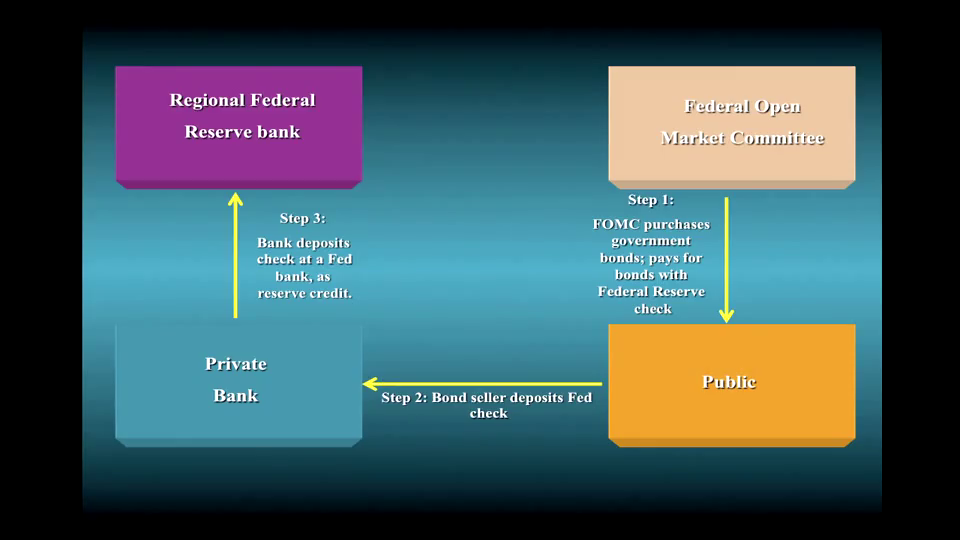 Regional Federal
Reserve bank
Federal Open
Market Committee
Step 1:
FOMC purchases
government
bonds; pays for
bonds with
Federal Reserve
check
Step 3:
Bank deposits
check at a Fed
bank, as
reserve credit.
Private
Bank
Public
Step 2: Bond seller deposits Fed
check